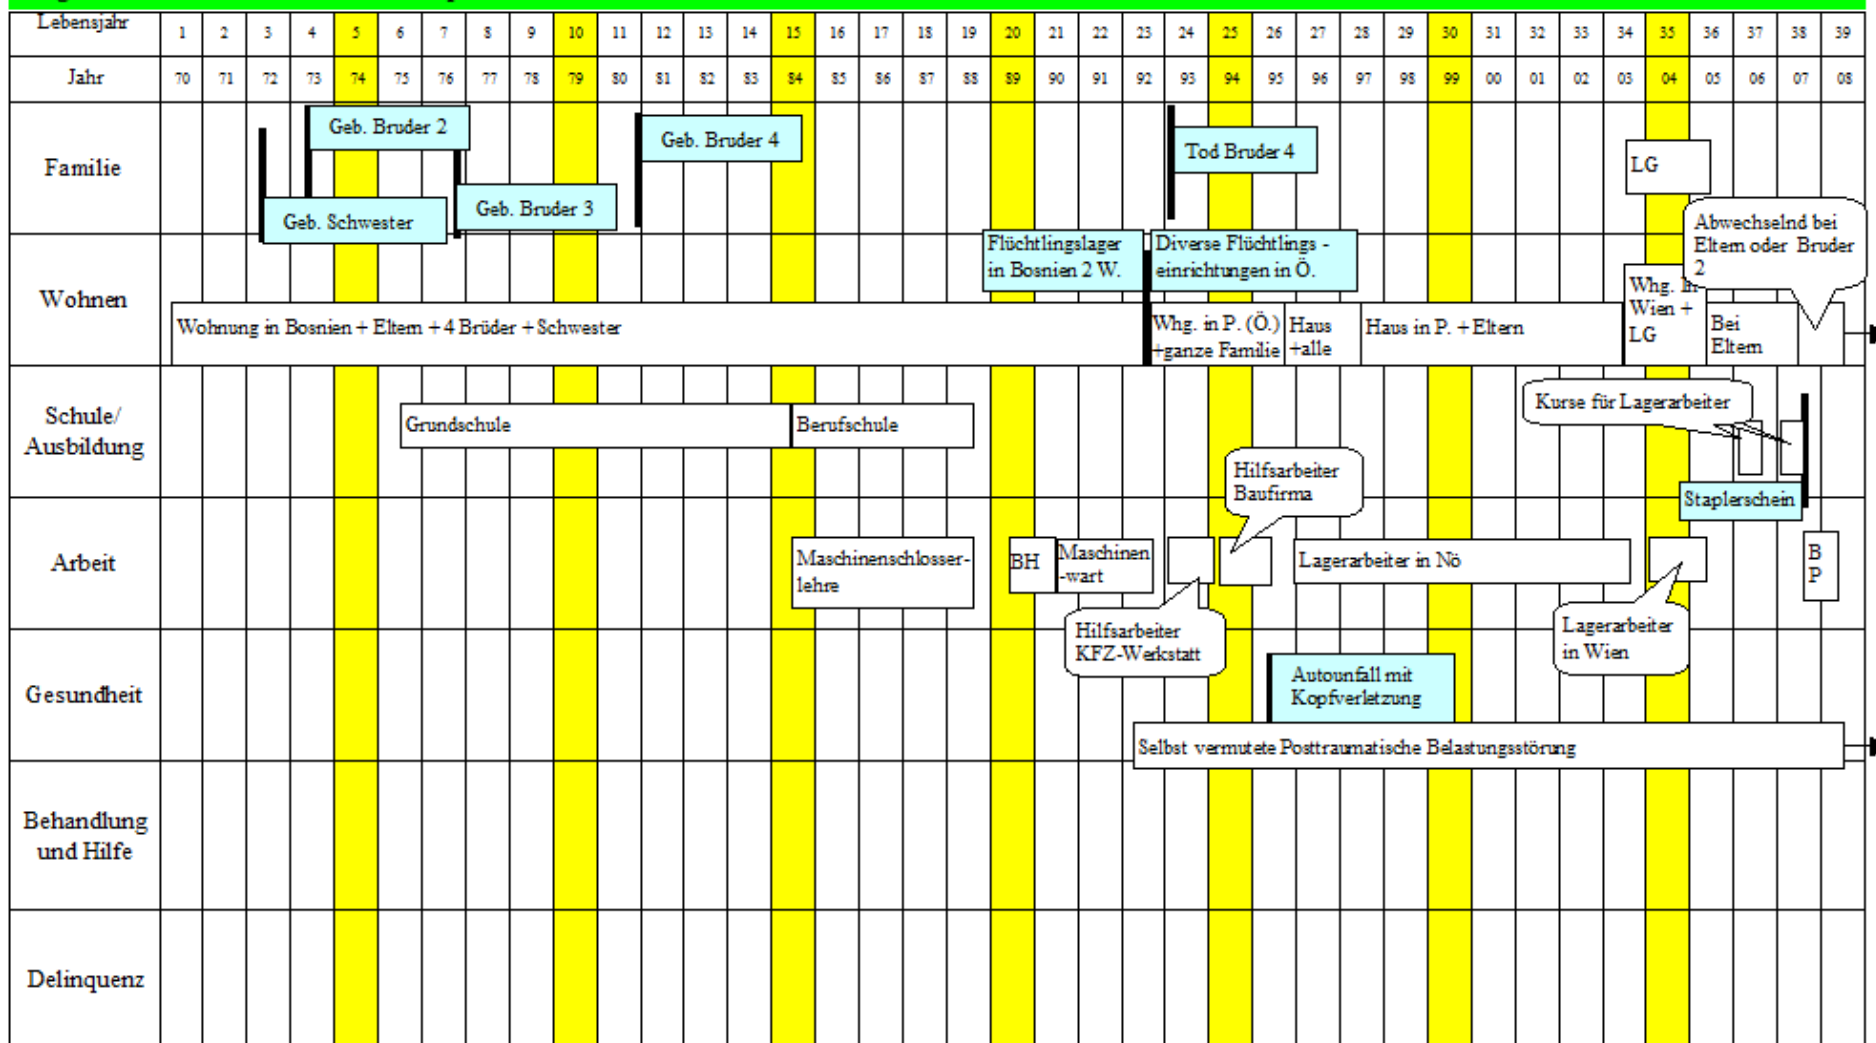 Lebensjahr 1 2 3 4 5 6 7 8 9 10 11 12 13 14 15 16 17 18 19 20 21 22 23 24 25 26 27 28 29 30 31 32 33 34 35 36 37 38 39
Jahr 70 71 72 73 74 75 76 77 78 79 80 81 82 83 84 85 86 87 88 89 90 91 92 93 94 95 96 97 98 99 00 01 02 03 04 05 06 07 08
Familie
Geb. Bruder 2
Geb. Schwester
Geb. Bruder 3
Geb. Bruder 4
Tod Bruder 4
LG
Wohnen
Wohnung in Bosnien + Eltern + 4 Brüder + Schwester
Flüchtlingslager
in Bosnien 2 W.
Diverse Flüchtlings -
einrichtungen in Ö.
Whg. in P. (Ö.)
+ganze Familie
Haus
+alle
Haus in P. + Eltern
Whg. In
Wien +
LG
Bei
Eltern
Abwechselnd bei
Eltern oder Bruder
2
Schule/
Ausbildung
Grundschule
Berufschule
Kurse für Lagerarbeiter
Staplerschein
Arbeit
Maschinenschlosser-
lehre
BH
Maschinen
-wart
Hilfsarbeiter
KFZ-Werkstatt
Hilfsarbeiter
Baufirma
Lagerarbeiter in Nö
Lagerarbeiter
in Wien
B
P
Gesundheit
Autounfall mit
Kopfverletzung
Selbst vermutete Posttraumatische Belastungsstörung
Behandlung
und Hilfe
Delinquenz